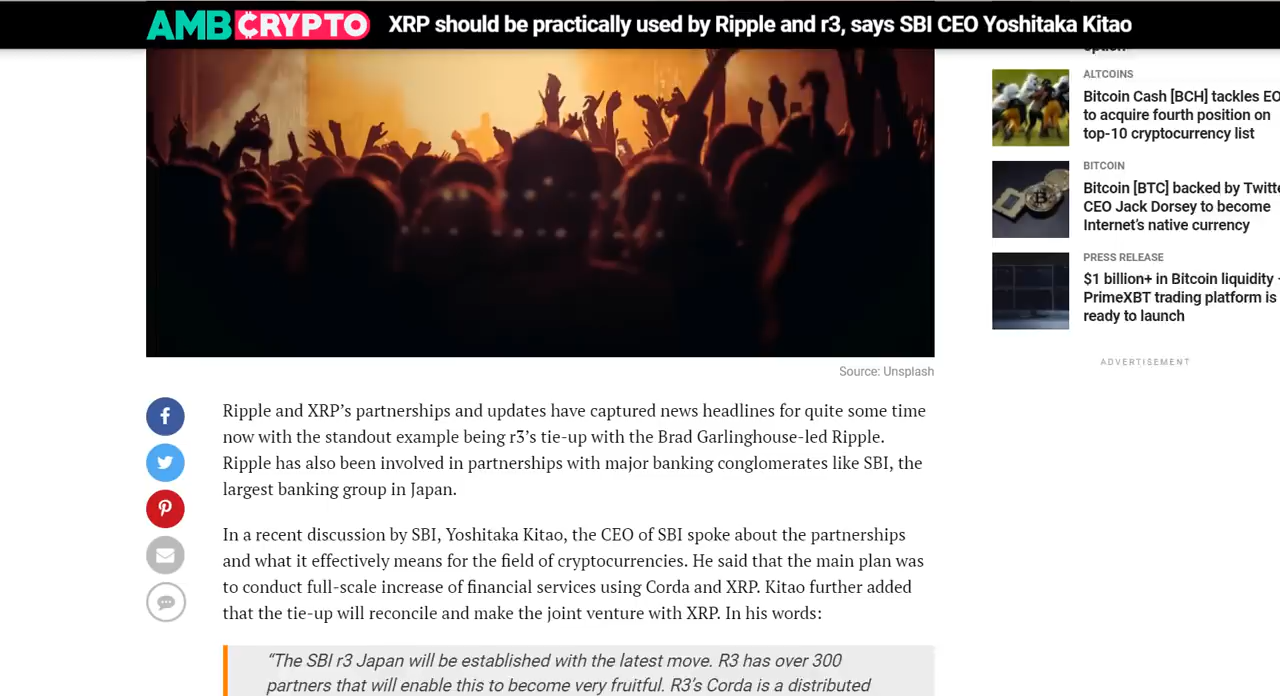 AMBCRYPTO XRP should be practically used by Ripple and r3, says SBI CEO Yoshitaka Kitao
option
ALTCOINS
Bitcoin Cash [BCH] tackles EO
to acquire fourth position on
top-10 cryptocurrency list
BITCOIN
Bitcoin [BTC] backed by Twitte
CEO Jack Dorsey to become
Internet’s native currency
PRESS RELEASE
$1 billion+ in Bitcoin liquidity -
PrimeXBT trading platform is
ready to launch
ADVERTISEMENT
Source: Unsplash
Ripple and XRP’s partnerships and updates have captured news headlines for quite some time
now with the standout example being r3’s tie-up with the Brad Garlinghouse-led Ripple.
Ripple has also been involved in partnerships with major banking conglomerates like SBI, the
largest banking group in Japan.
In a recent discussion by SBI, Yoshitaka Kitao, the CEO of SBI spoke about the partnerships
and what it effectively means for the field of cryptocurrencies. He said that the main plan was
to conduct full-scale increase of financial services using Corda and XRP. Kitao further added
that the tie-up will reconcile and make the joint venture with XRP. In his words:
“The SBI r3 Japan will be established with the latest move. R3 has over 300
partners that will enable this to become very fruitful. R3’s Corda is a distributed